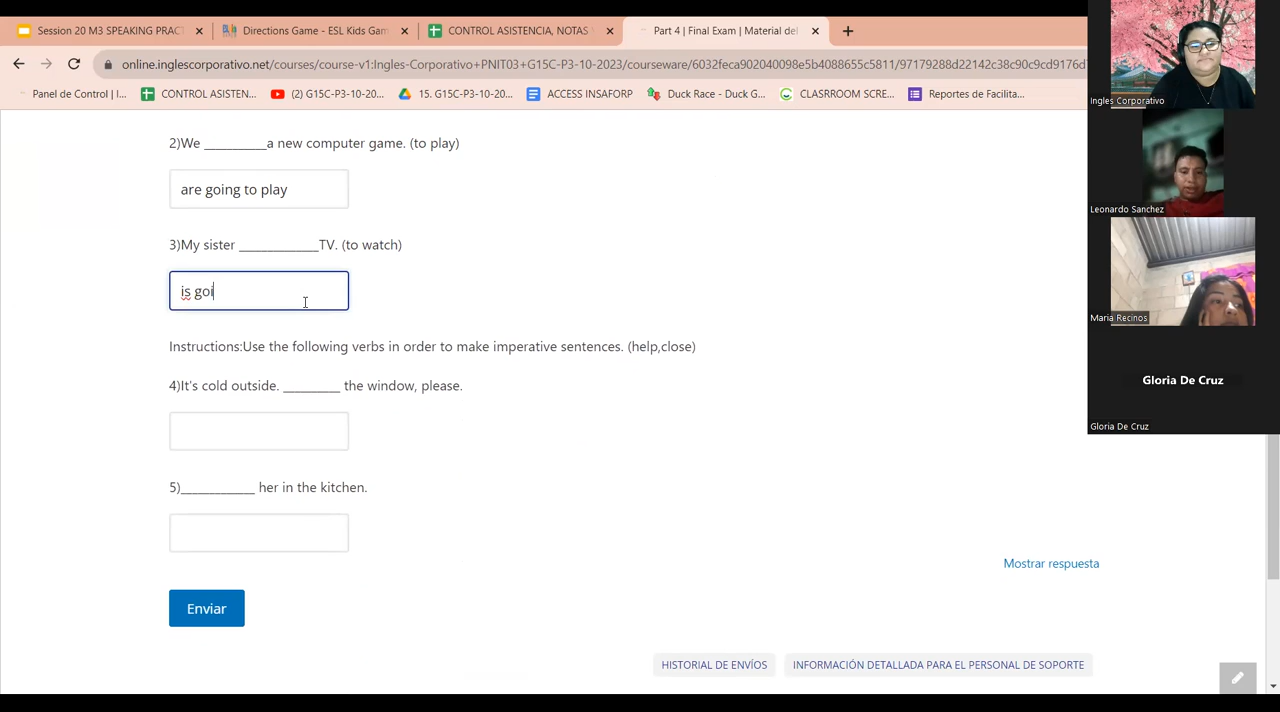 Session 20 M3 SPEAKING PRACT
Directions Game - ESL Kids Gam
CONTROL ASISTENCIA, NOTAS
Part 4 | Final Exam | Material del
online.inglescorporativo.net/courses/course-v1:Ingles-Corporativo+PNIT03+G15C-P3-10-2023/courseware/6032feca902040098e5b4088655c5811/97179288d22142c38c90c9cd9176d7
Panel de Control | I...
CONTROL ASISTEN...
(2) G15C-P3-10-20...
15. G15C-P3-10-20...
ACCESS INSAFORP
Duck Race - Duck G...
CLASRROOM SCRE...
Reportes de Facilita...
2)We __________a new computer game. (to play)
are going to play
3)My sister _____________TV. (to watch)
is goi
Instructions:Use the following verbs in order to make imperative sentences. (help,close)
4)It's cold outside. _________ the window, please.
5)____________ her in the kitchen.
Mostrar respuesta
Enviar
HISTORIAL DE ENVÍOS
INFORMACIÓN DETALLADA PARA EL PERSONAL DE SOPORTE
Ingles Corporativo
Leonardo Sanchez
Maria Recinos
Gloria De Cruz
Gloria De Cruz